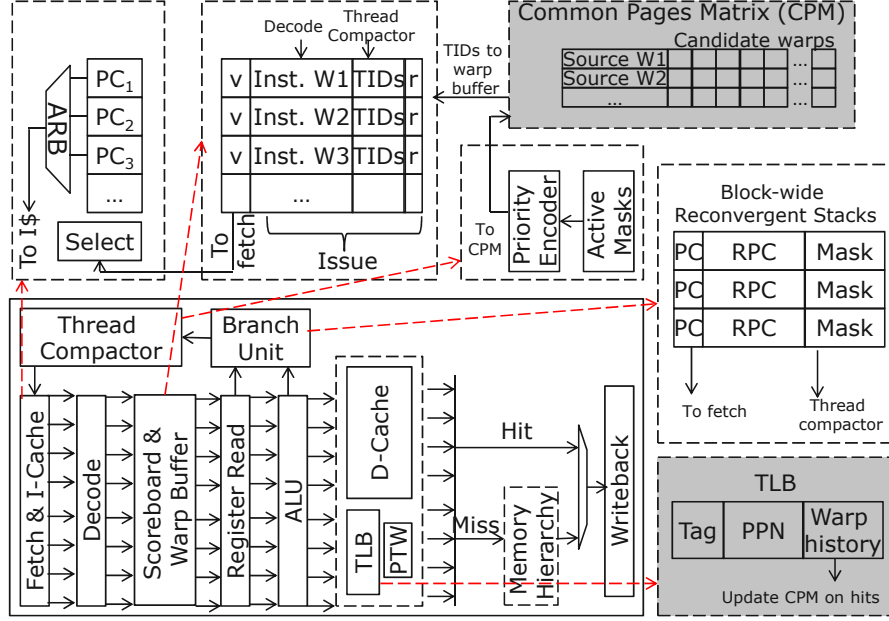 ARB
PC1
PC2
PC3
...
To I$
Select
Decode
Thread
Compactor
v Inst. W1 TIDs r
v Inst. W2 TIDs r
v Inst. W3 TIDs r
...
To
fetch
Issue
TIDs to
warp
buffer
Common Pages Matrix (CPM)
Candidate warps
Source W1 ...
Source W2
... ...
To
CPM
Priority
Encoder
Active
Masks
Block-wide
Reconvergent Stacks
PC RPC Mask
PC RPC Mask
PC RPC Mask
To fetch
Thread
compactor
Thread
Compactor
Branch
Unit
Fetch & I-Cache
Decode
Scoreboard &
Warp Buffer
Register Read
ALU
D-Cache
TLB
PTW
Hit
Miss
Memory
Hierarchy
Writeback
TLB
Tag PPN Warp
history
Update CPM on hits